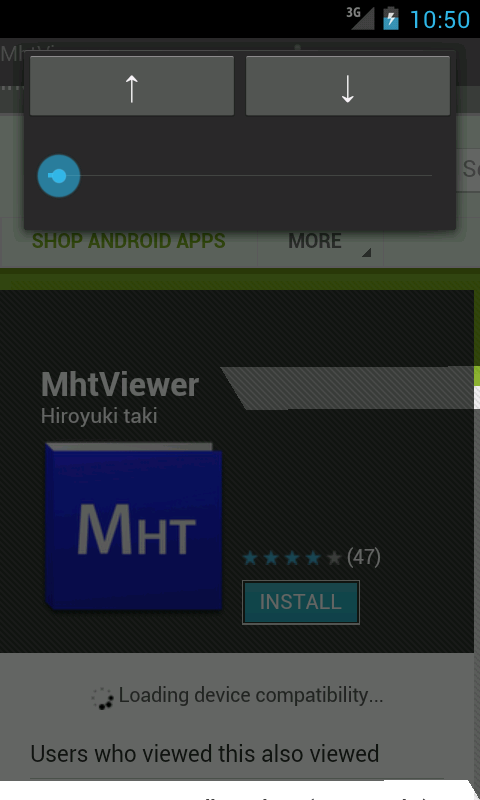 3G 10:50
↑ ↓
SHOP ANDROID APPS MORE
MhtViewer
Hiroyuki taki
MHT
(47)
INSTALL
Loading device compatibility...
Users who viewed this also viewed